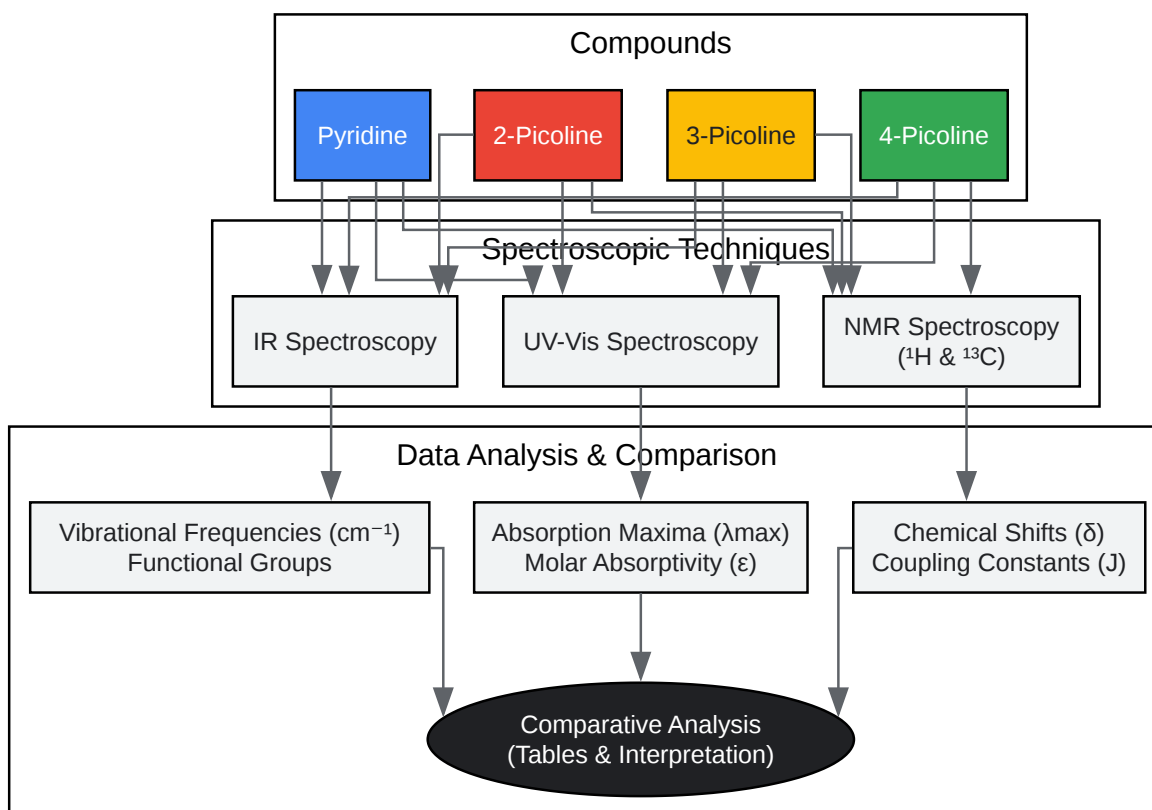 Compounds
Pyridine
2-Picoline
3-Picoline
4-Picoline
Spectroscopic Techniques
IR Spectroscopy
UV-Vis Spectroscopy
NMR Spectroscopy
(¹H & ¹³C)
Data Analysis & Comparison
Vibrational Frequencies (cm⁻¹)
Functional Groups
Absorption Maxima (λmax)
Molar Absorptivity (ε)
Chemical Shifts (δ)
Coupling Constants (J)
Comparative Analysis
(Tables & Interpretation)